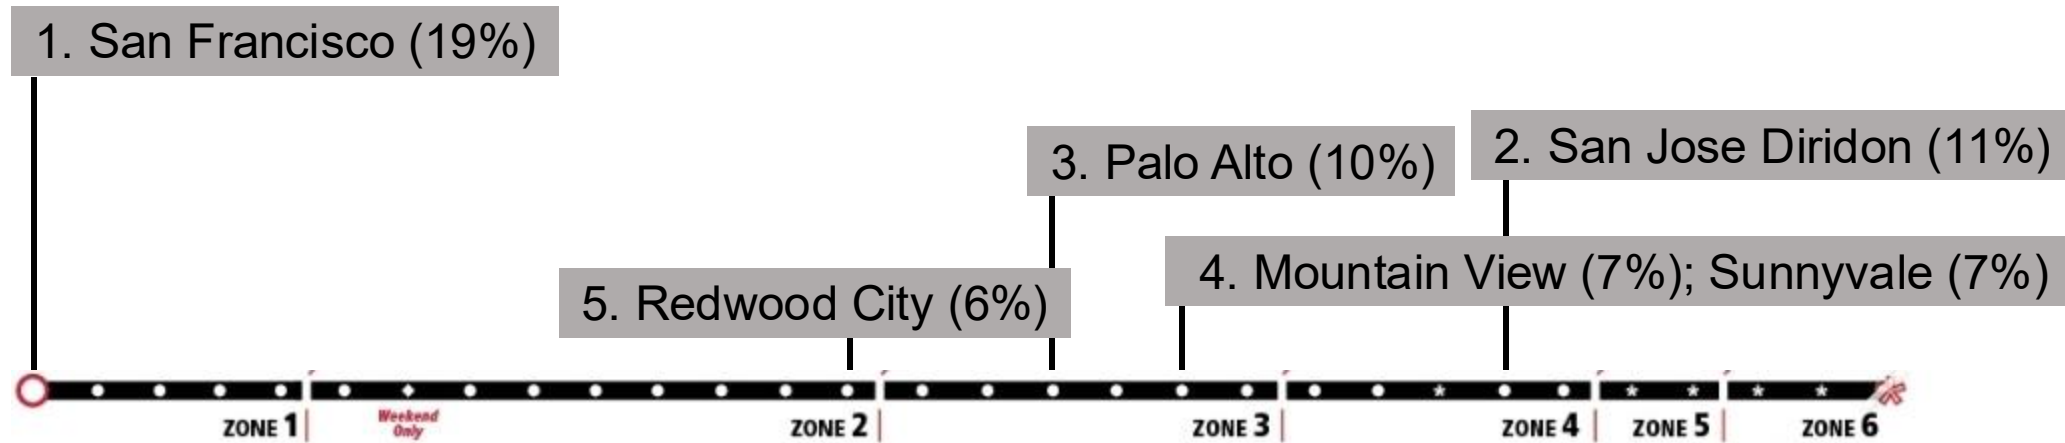 1. San Francisco (19%)
2. San Jose Diridon (11%)
3. Palo Alto (10%)
4. Mountain View (7%); Sunnyvale (7%)
5. Redwood City (6%)
ZONE 1
Weekend
Only
ZONE 2
ZONE 3
ZONE 4
ZONE 5
ZONE 6